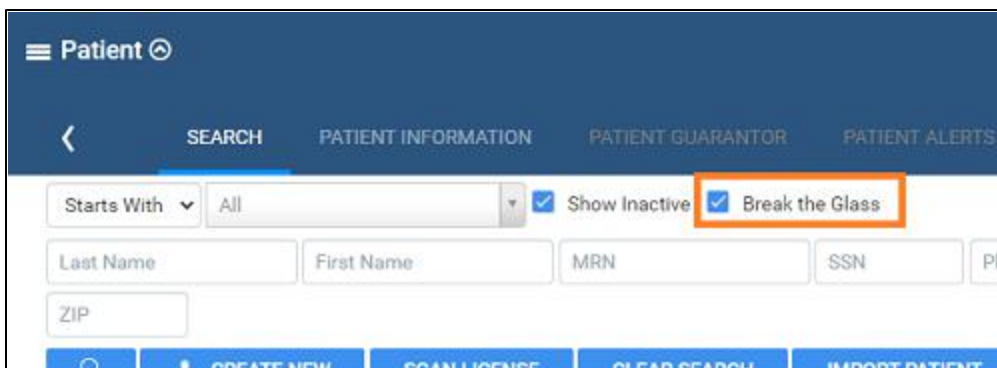 Patient
SEARCH PATIENT INFORMATION PATIENT GUARANTOR PATIENT ALERTS
Starts With All Show Inactive Break the Glass
Last Name First Name MRN SSN
ZIP
CREATE NEW SCAN LICENSE CLEAR SEARCH IMPORT PATIENT